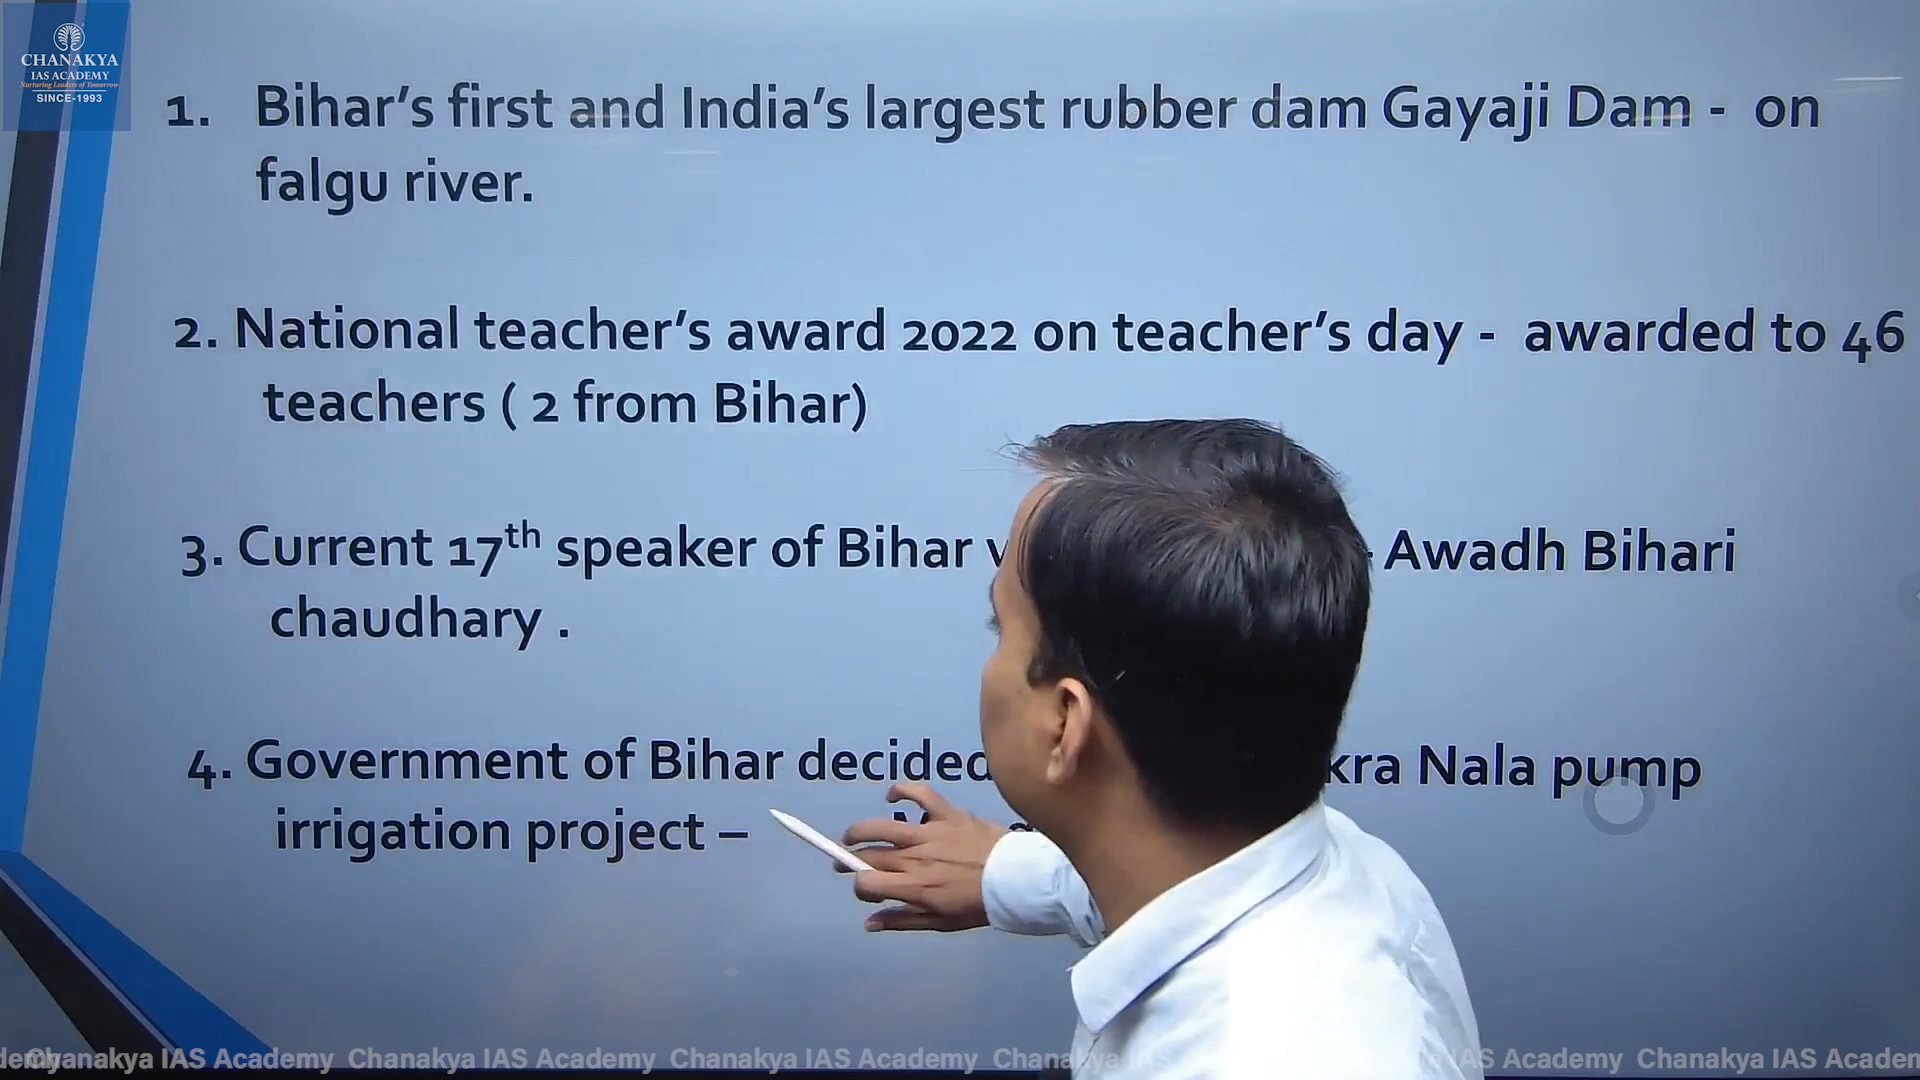 CHANAKYA
IAS ACADEMY
Nurturing Leaders of Tomorrow
SINCE-1993
1. Bihar’s first and India’s largest rubber dam Gayaji Dam - on
falgu river.
2. National teacher’s award 2022 on teacher’s day - awarded to 46
teachers ( 2 from Bihar)
3. Current 17th speaker of Bihar Awadh Bihari
chaudhary .
4. Government of Bihar decided Nala pump
irrigation project –
Chanakya IAS Academy Chanakya IAS Academy Chanakya IAS Academy IAS Academy Chanakya IAS